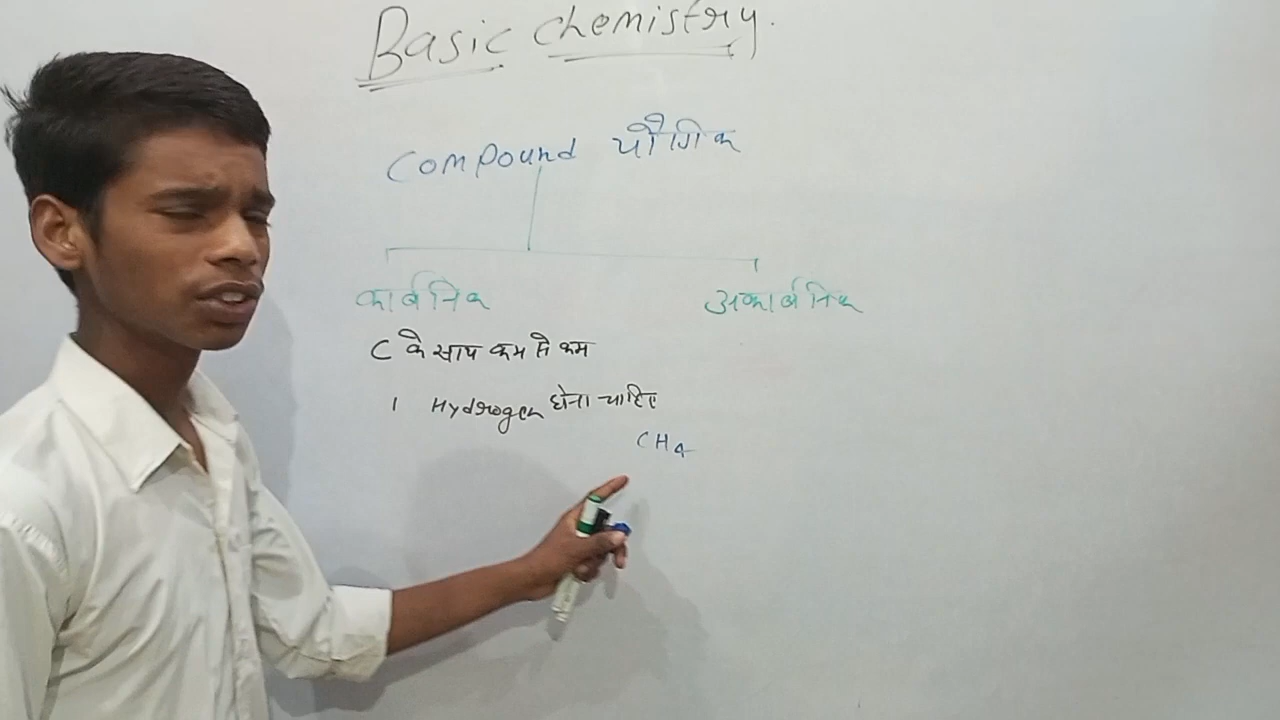 Basic chemistry.
Compound यौगिक
कार्बनिक अकार्बनिक
C के साथ कम से कम
1 Hydrogen होना चाहिए
CH4